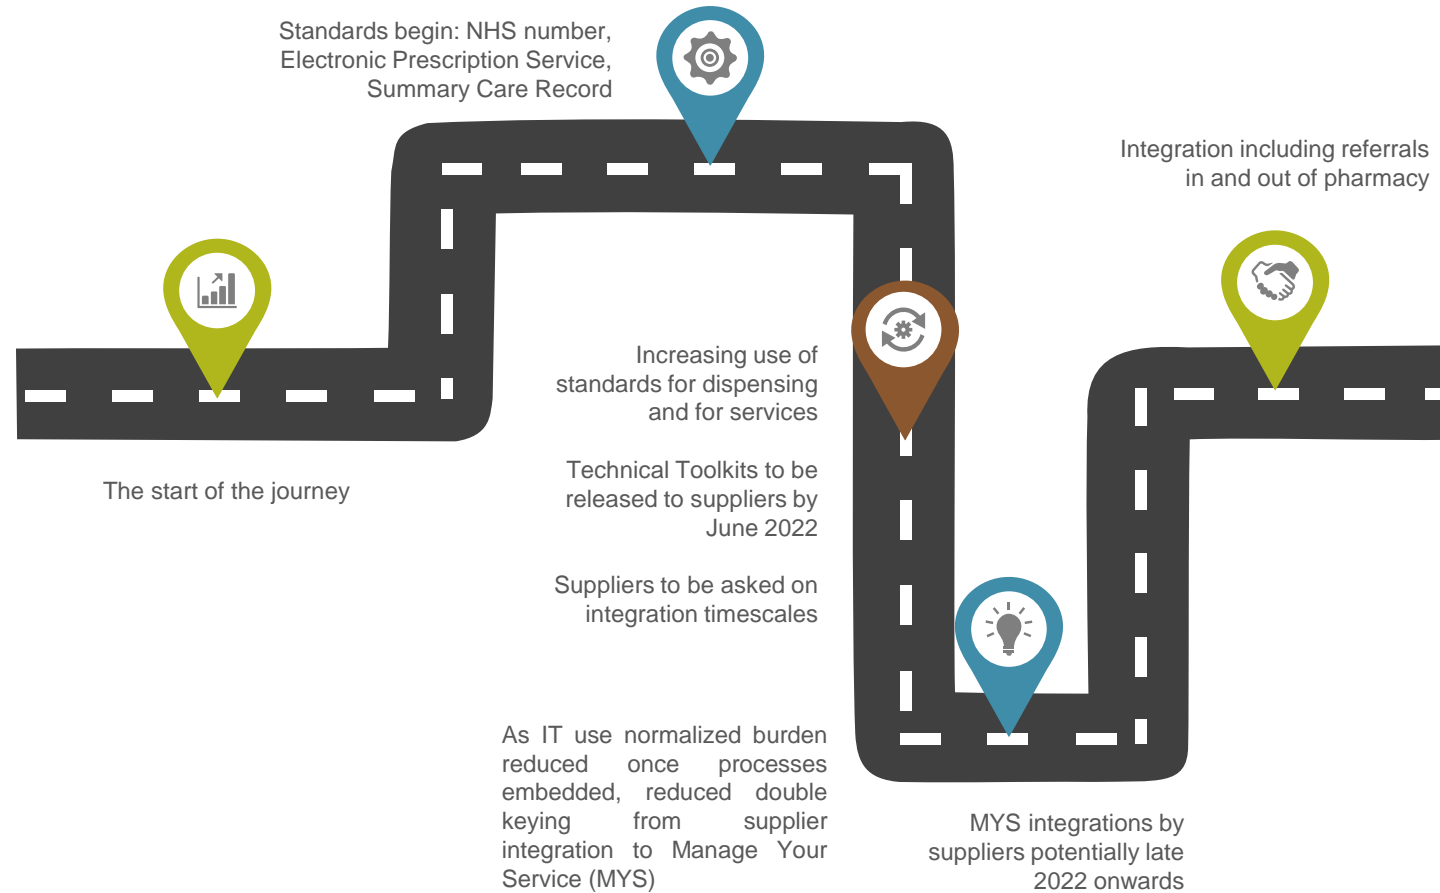 Standards begin: NHS number,
Electronic Prescription Service,
Summary Care Record
Integration including referrals
in and out of pharmacy
The start of the journey
Increasing use of
standards for dispensing
and for services
Technical Toolkits to be
released to suppliers by
June 2022
Suppliers to be asked on
integration timescales
As IT use normalized burden
reduced once processes
embedded, reduced double
keying from supplier
integration to Manage Your
Service (MYS)
MYS integrations by
suppliers potentially late
2022 onwards